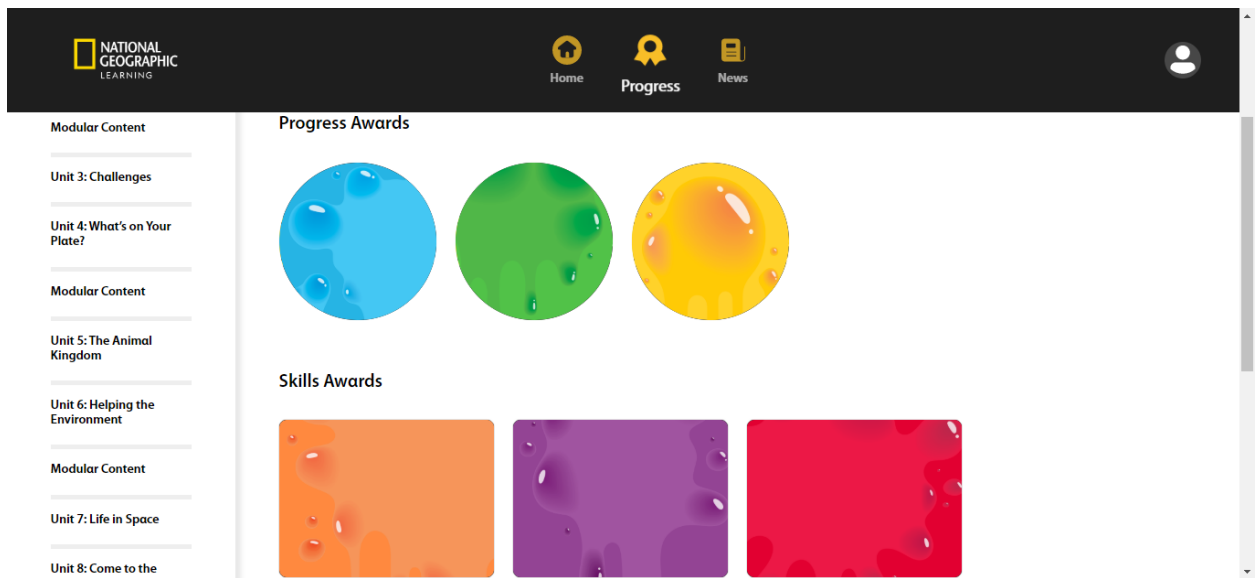 NATIONAL
GEOGRAPHIC
LEARNING
Home
Progress
News
Modular Content
Unit 3: Challenges
Unit 4: What's on Your
Plate?
Modular Content
Unit 5: The Animal
Kingdom
Unit 6: Helping the
Environment
Modular Content
Unit 7: Life in Space
Unit 8: Come to the
Progress Awards
Skills Awards